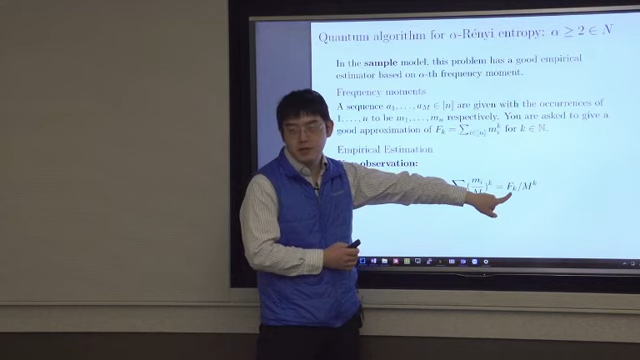 Quantum algorithm for α-Rényi entropy: α ≥ 2 ∈ N
In the sample model, this problem has a good empirical
estimator based on α-th frequency moment.
Frequency moments
A sequence a₁, . . . , a_M ∈ [n] are given with the occurrences of
1, . . . , n to be m₁, . . . , mₙ respectively. You are asked to give a
good approximation of F_k = ∑_{i∈[n]} m_i^k for k ∈ ℕ.
Empirical Estimation
observation:
∑ (m_i/M)^k = F_k/M^k